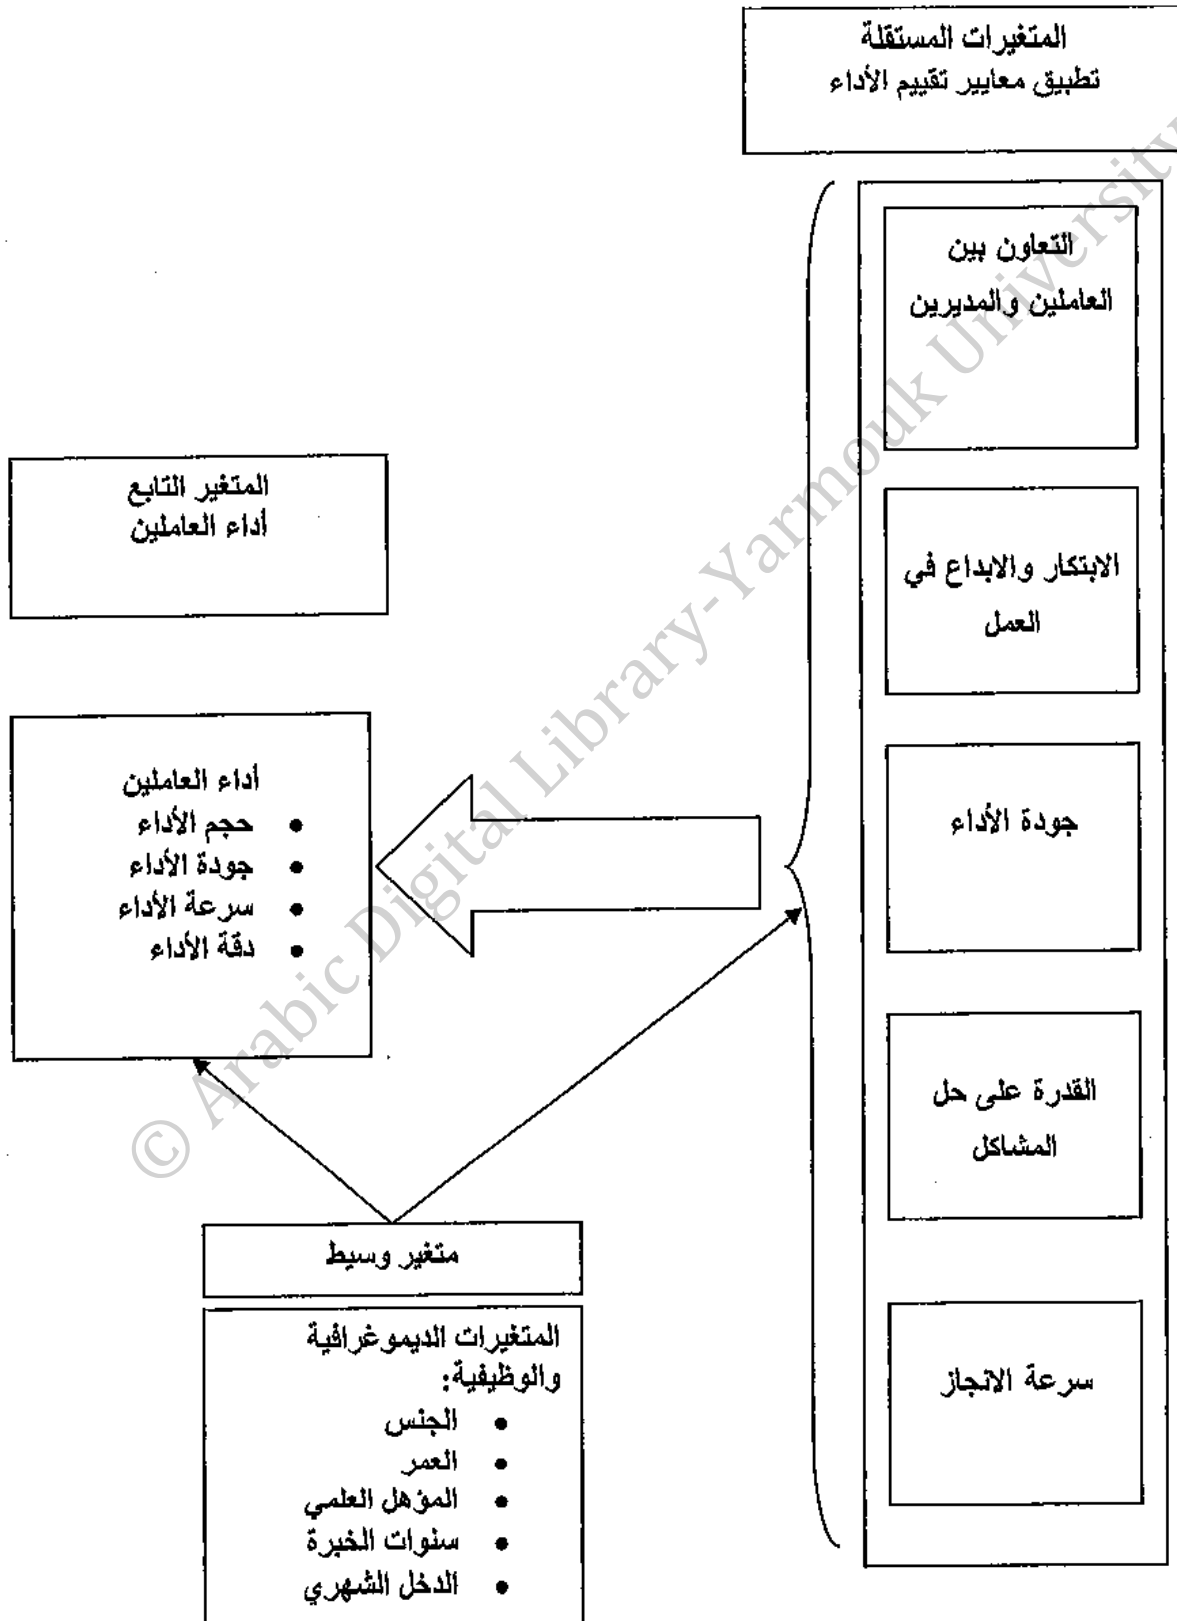 المتغيرات المستقلة
تطبيق معايير تقييم الأداء
التعاون بين
العاملين والمديرين
الابتكار والابداع في
العمل
جودة الأداء
القدرة على حل
المشاكل
سرعة الانجاز
المتغير التابع
أداء العاملين
أداء العاملين
• حجم الأداء
• جودة الأداء
• سرعة الأداء
• دقة الأداء
متغير وسيط
المتغيرات الديموغرافية
والوظيفية:
• الجنس
• العمر
• المؤهل العلمي
• سنوات الخبرة
• الدخل الشهري
© Arabic Digital Library-Yarmouk University